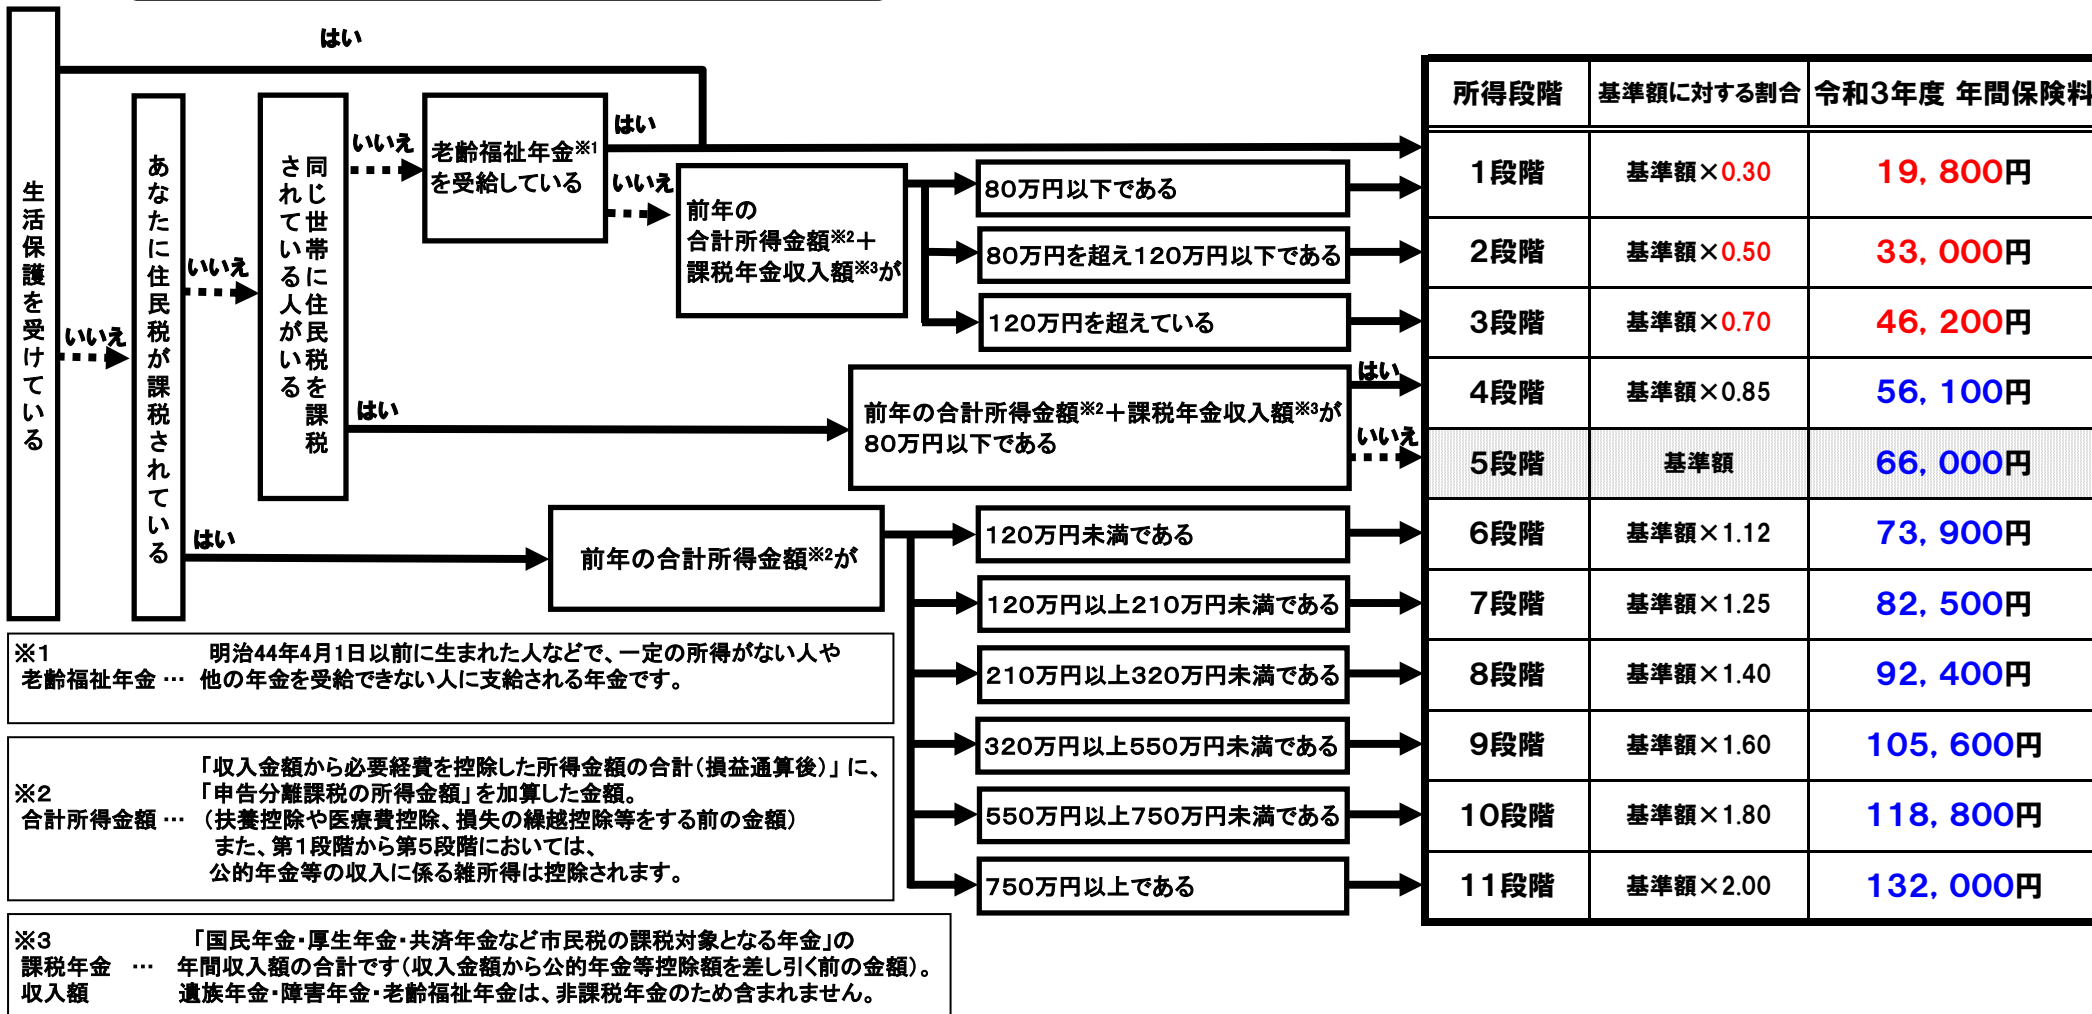 はい
生活保護を受けている
いいえ
あなたに住民税が課税されている
いいえ
同じ世帯に住民税を課税
されている人がいる
いいえ
老齢福祉年金※1
を受給している
はい
いいえ
前年の
合計所得金額※2＋
課税年金収入額※3が
80万円以下である
80万円を超え120万円以下である
120万円を超えている
はい
前年の合計所得金額※2＋課税年金収入額※3が
80万円以下である
はい
いいえ
はい
前年の合計所得金額※2が
120万円未満である
120万円以上210万円未満である
210万円以上320万円未満である
320万円以上550万円未満である
550万円以上750万円未満である
750万円以上である
所得段階 基準額に対する割合 令和3年度 年間保険料
1段階 基準額×0.30 19,800円
2段階 基準額×0.50 33,000円
3段階 基準額×0.70 46,200円
4段階 基準額×0.85 56,100円
5段階 基準額 66,000円
6段階 基準額×1.12 73,900円
7段階 基準額×1.25 82,500円
8段階 基準額×1.40 92,400円
9段階 基準額×1.60 105,600円
10段階 基準額×1.80 118,800円
11段階 基準額×2.00 132,000円
※1 明治44年4月1日以前に生まれた人などで、一定の所得がない人や
老齢福祉年金 … 他の年金を受給できない人に支給される年金です。
「収入金額から必要経費を控除した所得金額の合計（損益通算後）」に、
※2 「申告分離課税の所得金額」を加算した金額。
合計所得金額 … （扶養控除や医療費控除、損失の繰越控除等をする前の金額）
また、第1段階から第5段階においては、
公的年金等の収入に係る雑所得は控除されます。
※3 「国民年金・厚生年金・共済年金など市民税の課税対象となる年金」の
課税年金 … 年間収入額の合計です（収入金額から公的年金等控除額を差し引く前の金額）。
収入額 遺族年金・障害年金・老齢福祉年金は、非課税年金のため含まれません。